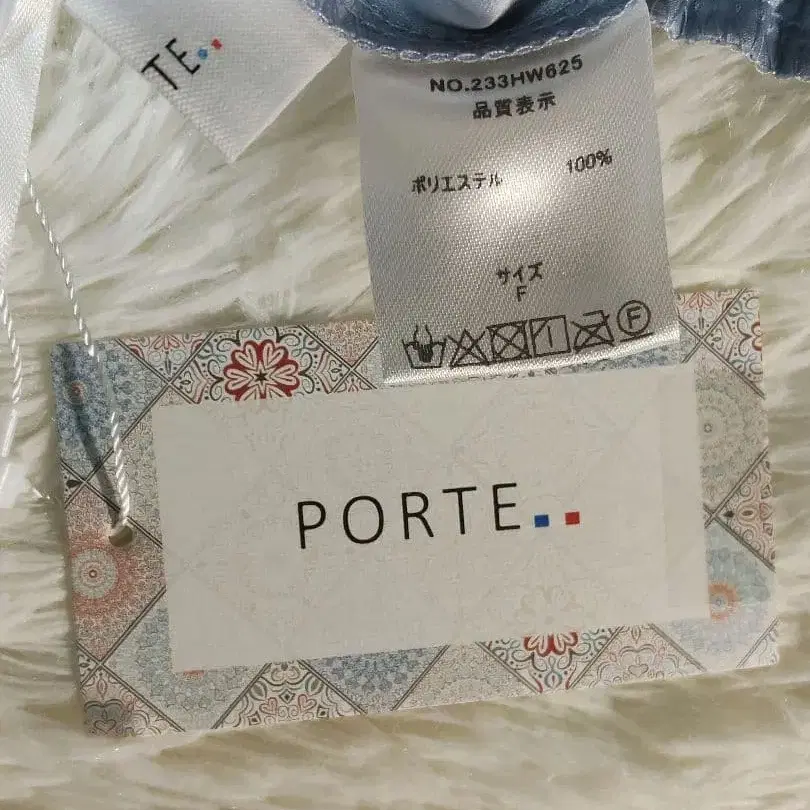 TE
NO.233HW625
品質表示
ポリエステル 100%
サイズ
F
F
PORTE